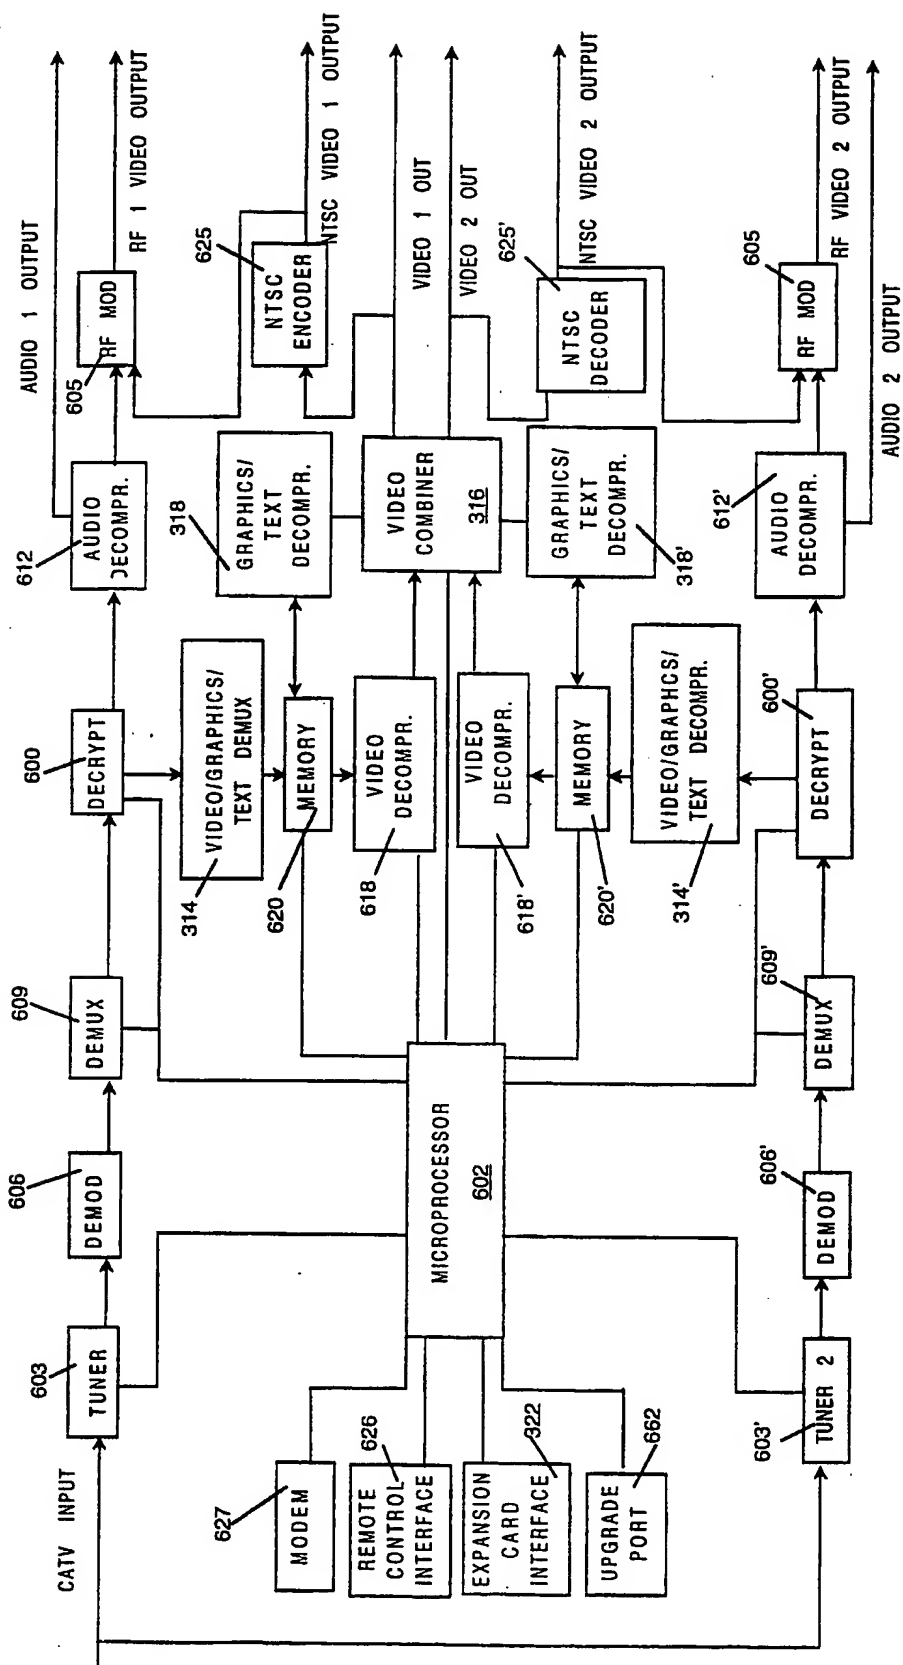 CATV INPUT
603
TUNER
606
DEMOD
609
DEMUX
600
DECRYPT
612
AUDIO
DECOMPR.
605
RF MOD
AUDIO 1 OUTPUT
RF 1 VIDEO OUTPUT
314
VIDEO/GRAPHICS/
TEXT DEMUX
318
GRAPHICS/
TEXT
DECOMPR.
625
NTSC
ENCODER
NTSC VIDEO 1 OUTPUT
620
MEMORY
618
VIDEO
DECOMPR.
VIDEO
COMBINER
316
VIDEO 1 OUT
VIDEO 2 OUT
627
MODEM
626
REMOTE
CONTROL
INTERFACE
322
EXPANSION
CARD
INTERFACE
662
UPGRADE
PORT
MICROPROCESSOR
602
618'
VIDEO
DECOMPR.
620'
MEMORY
318'
GRAPHICS/
TEXT
DECOMPR.
625'
NTSC
DECODER
NTSC VIDEO 2 OUTPUT
314'
VIDEO/GRAPHCS/
TEXT DECOMPR.
603'
TUNER 2
606'
DEMOD
609'
DEMUX
600'
DECRYPT
612'
AUDIO
DECOMPR.
605
RF MOD
RF VIDEO 2 OUTPUT
AUDIO 2 OUTPUT